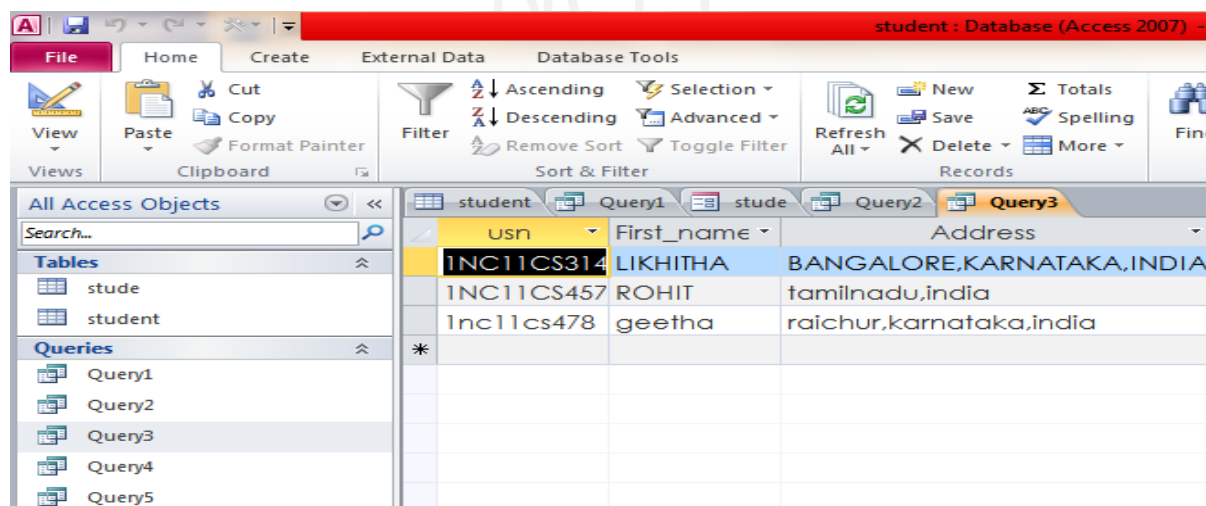 A
student : Database (Access 2007) -
File Home Create External Data Database Tools
View
Paste
Cut
Copy
Format Painter
Filter
Ascending
Descending
Remove Sort
Selection
Advanced
Toggle Filter
Refresh All
New
Save
Delete
Totals
Spelling
More
Fin
Views Clipboard Sort & Filter Records
All Access Objects
Search...
Tables
stude
student
Queries
Query1
Query2
Query3
Query4
Query5
student Query1 stude Query2 Query3
usn First_name Address
1NC11CS314 LIKHITHA BANGALORE,KARNATAKA,INDIA
1NC11CS457 ROHIT tamilnadu,india
1nc11cs478 geetha raichur,karnataka,india